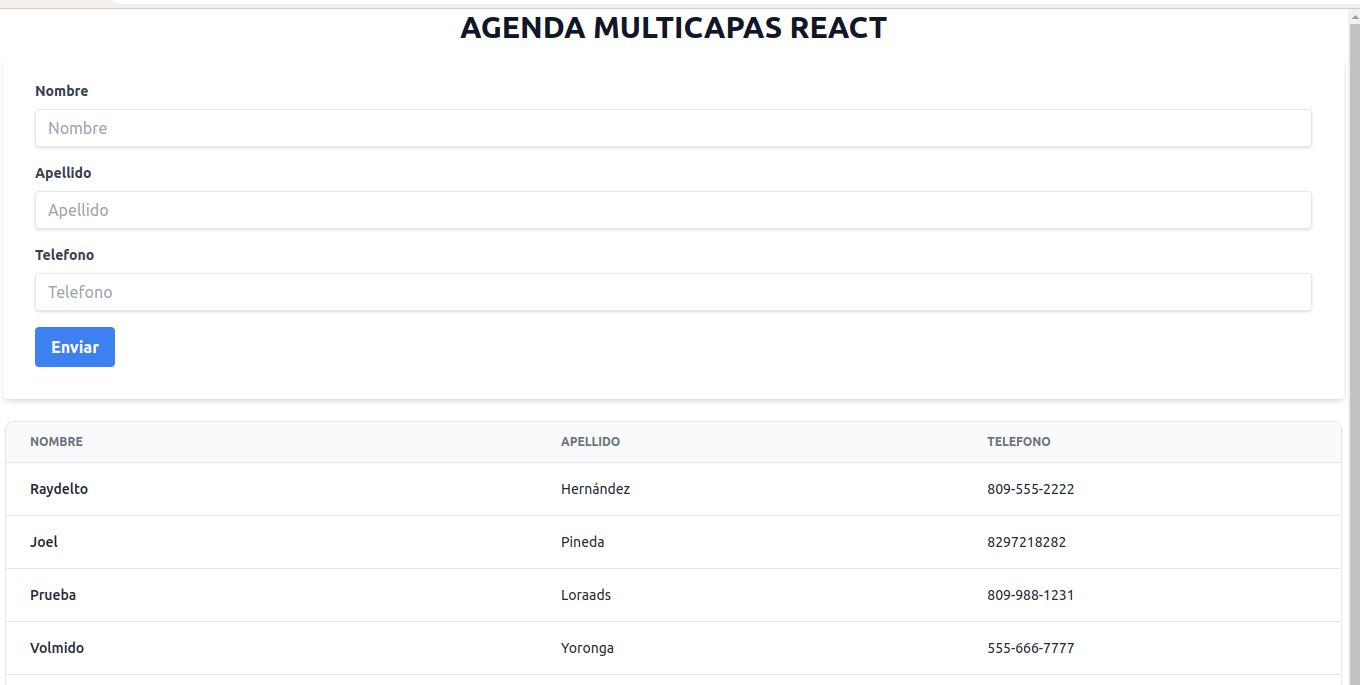 AGENDA MULTICAPAS REACT
Nombre
Nombre
Apellido
Apellido
Telefono
Telefono
Enviar
NOMBRE APELLIDO TELEFONO
Raydelto Hernández 809-555-2222
Joel Pineda 8297218282
Prueba Loraads 809-988-1231
Volmido Yoronga 555-666-7777